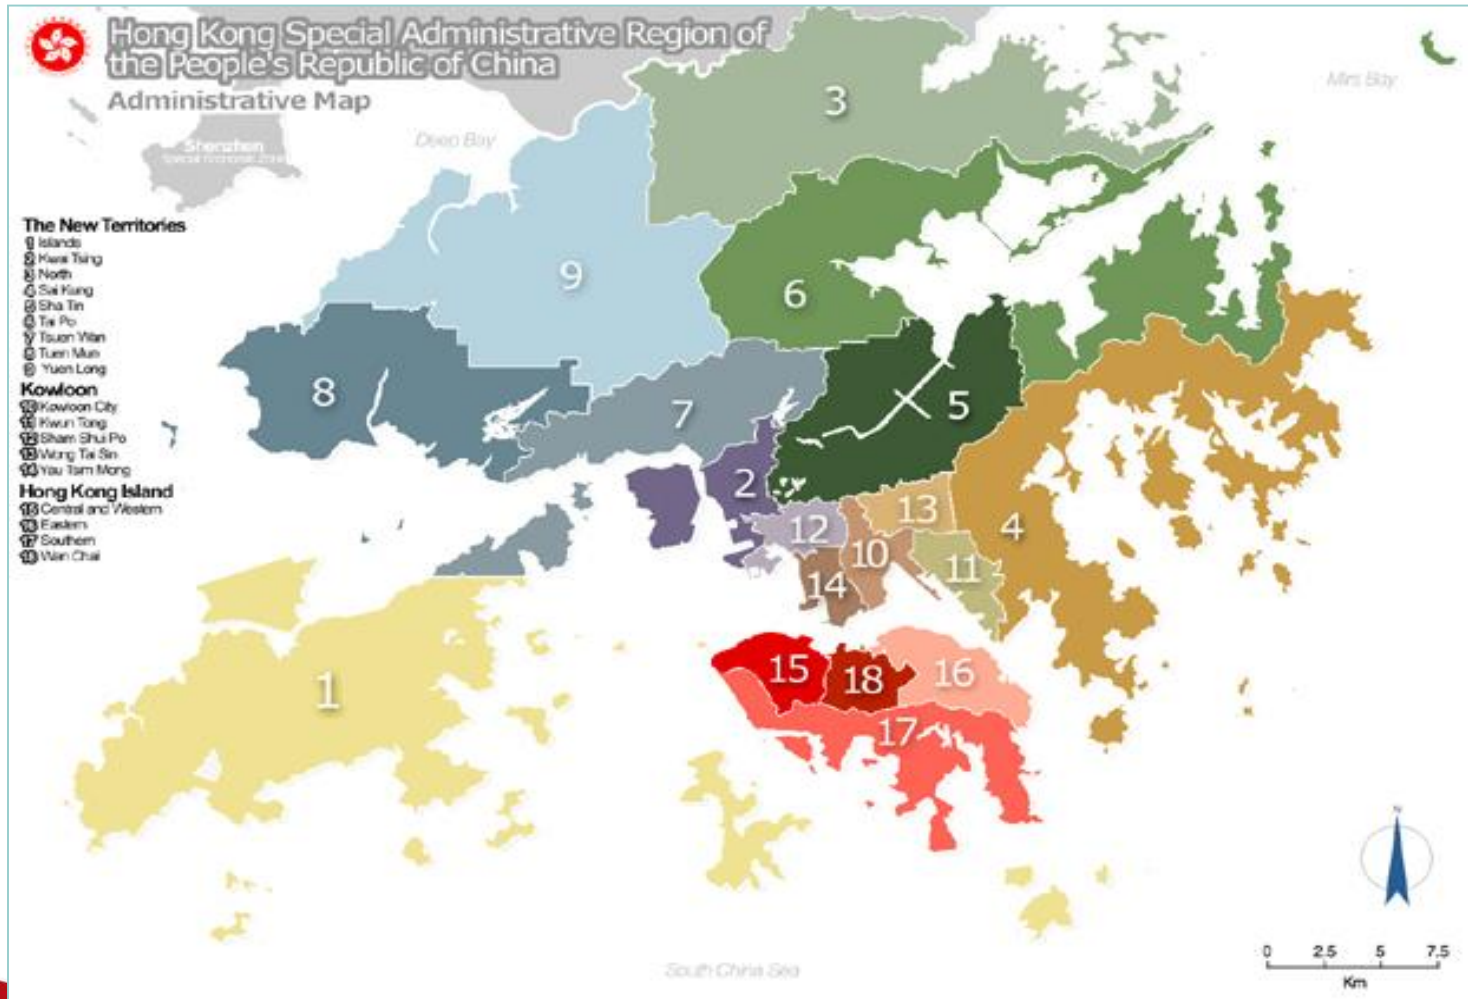 Hong Kong Special Administrative Region of
the People's Republic of China
Administrative Map
Mirs Bay
Deep Bay
Shenzhen
Special Economic Zone
The New Territories
1 Islands
2 Kwai Tsing
3 North
4 Sai Kung
5 Sha Tin
6 Tai Po
7 Tsuen Wan
8 Tuen Mun
9 Yuen Long
Kowloon
10 Kowloon City
11 Kwun Tong
12 Sham Shui Po
13 Wong Tai Sin
14 Yau Tsim Mong
Hong Kong Island
15 Central and Western
16 Eastern
17 Southern
18 Wan Chai
3
9
6
8
7
5
2
13
4
12
10
11
14
1
15
18
16
17
N
0 2.5 5 7.5
Km
South China Sea